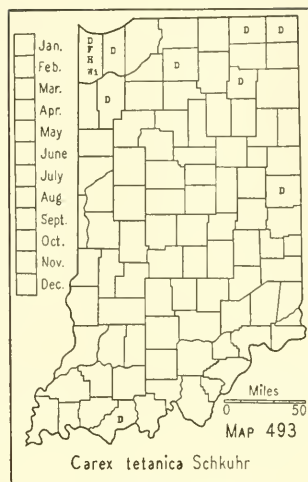 Jan.
Feb.
Mar.
Apr.
May
June
July
Aug.
Sept.
Oct.
Nov.
Dec.
D
F
H
W1
D
D
D
D
D
D
D
D
Miles
0 50
MAP 493
Carex tetanica Schkuhr